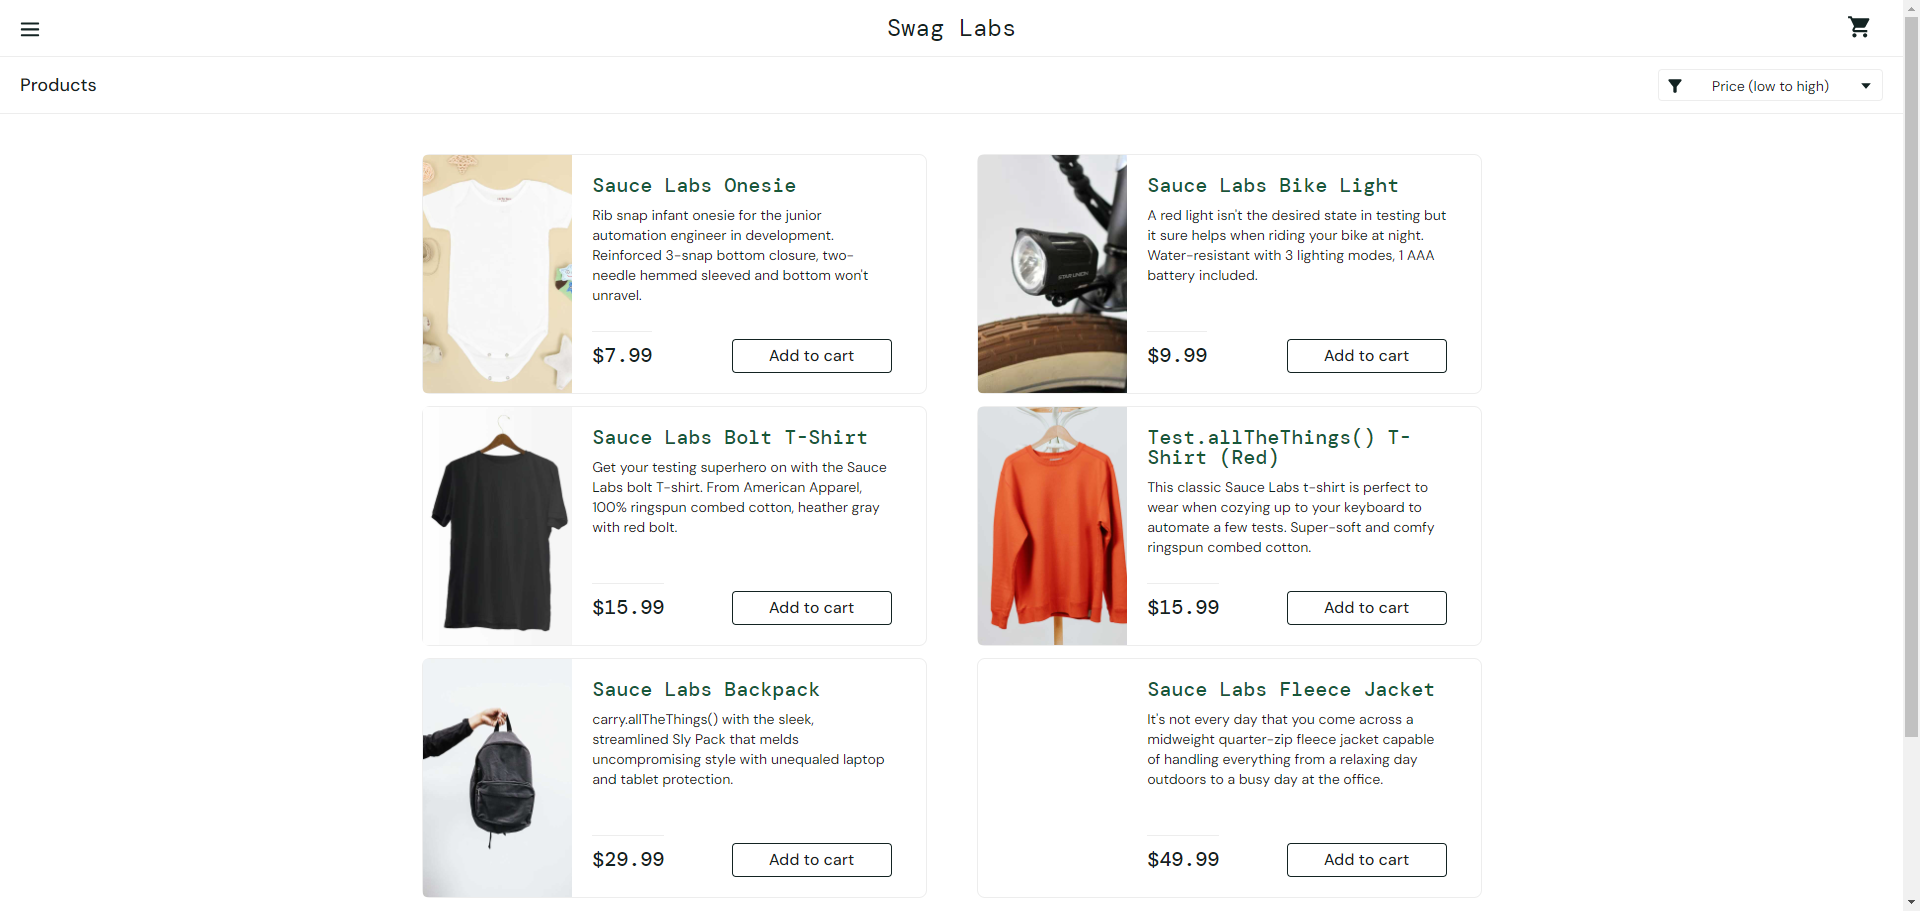 Swag Labs
Products
Price (low to high)
Sauce Labs Onesie
Rib snap infant onesie for the junior
automation engineer in development.
Reinforced 3-snap bottom closure, two-
needle hemmed sleeved and bottom won't
unravel.
$7.99
Add to cart
Sauce Labs Bike Light
A red light isn't the desired state in testing but
it sure helps when riding your bike at night.
Water-resistant with 3 lighting modes, 1 AAA
battery included.
STAR UNION
$9.99
Add to cart
Sauce Labs Bolt T-Shirt
Get your testing superhero on with the Sauce
Labs bolt T-shirt. From American Apparel,
100% ringspun combed cotton, heather gray
with red bolt.
$15.99
Add to cart
Test.allTheThings() T-
Shirt (Red)
This classic Sauce Labs t-shirt is perfect to
wear when cozying up to your keyboard to
automate a few tests. Super-soft and comfy
ringspun combed cotton.
$15.99
Add to cart
Sauce Labs Backpack
carry.allTheThings() with the sleek,
streamlined Sly Pack that melds
uncompromising style with unequaled laptop
and tablet protection.
$29.99
Add to cart
Sauce Labs Fleece Jacket
It's not every day that you come across a
midweight quarter-zip fleece jacket capable
of handling everything from a relaxing day
outdoors to a busy day at the office.
$49.99
Add to cart